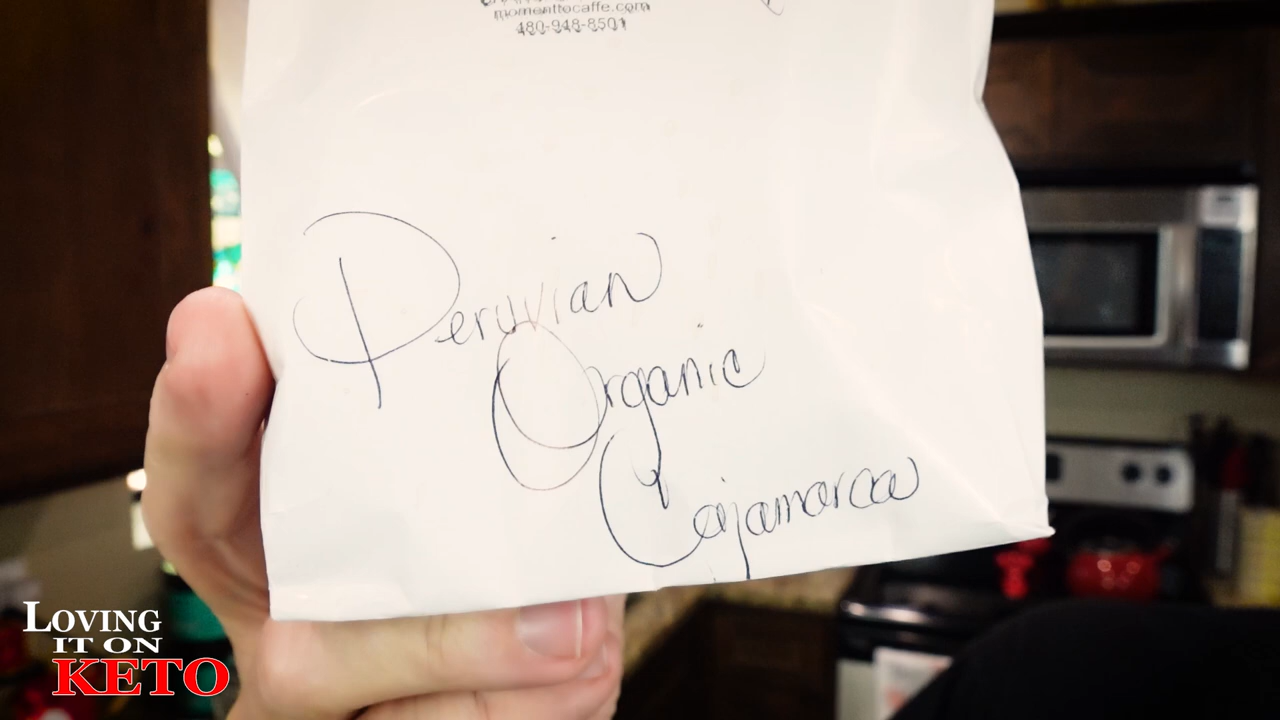 momenttocaffe.com
480-948-8501
Peruvian
Organic
Cajamarca
LOVING
IT ON
KETO